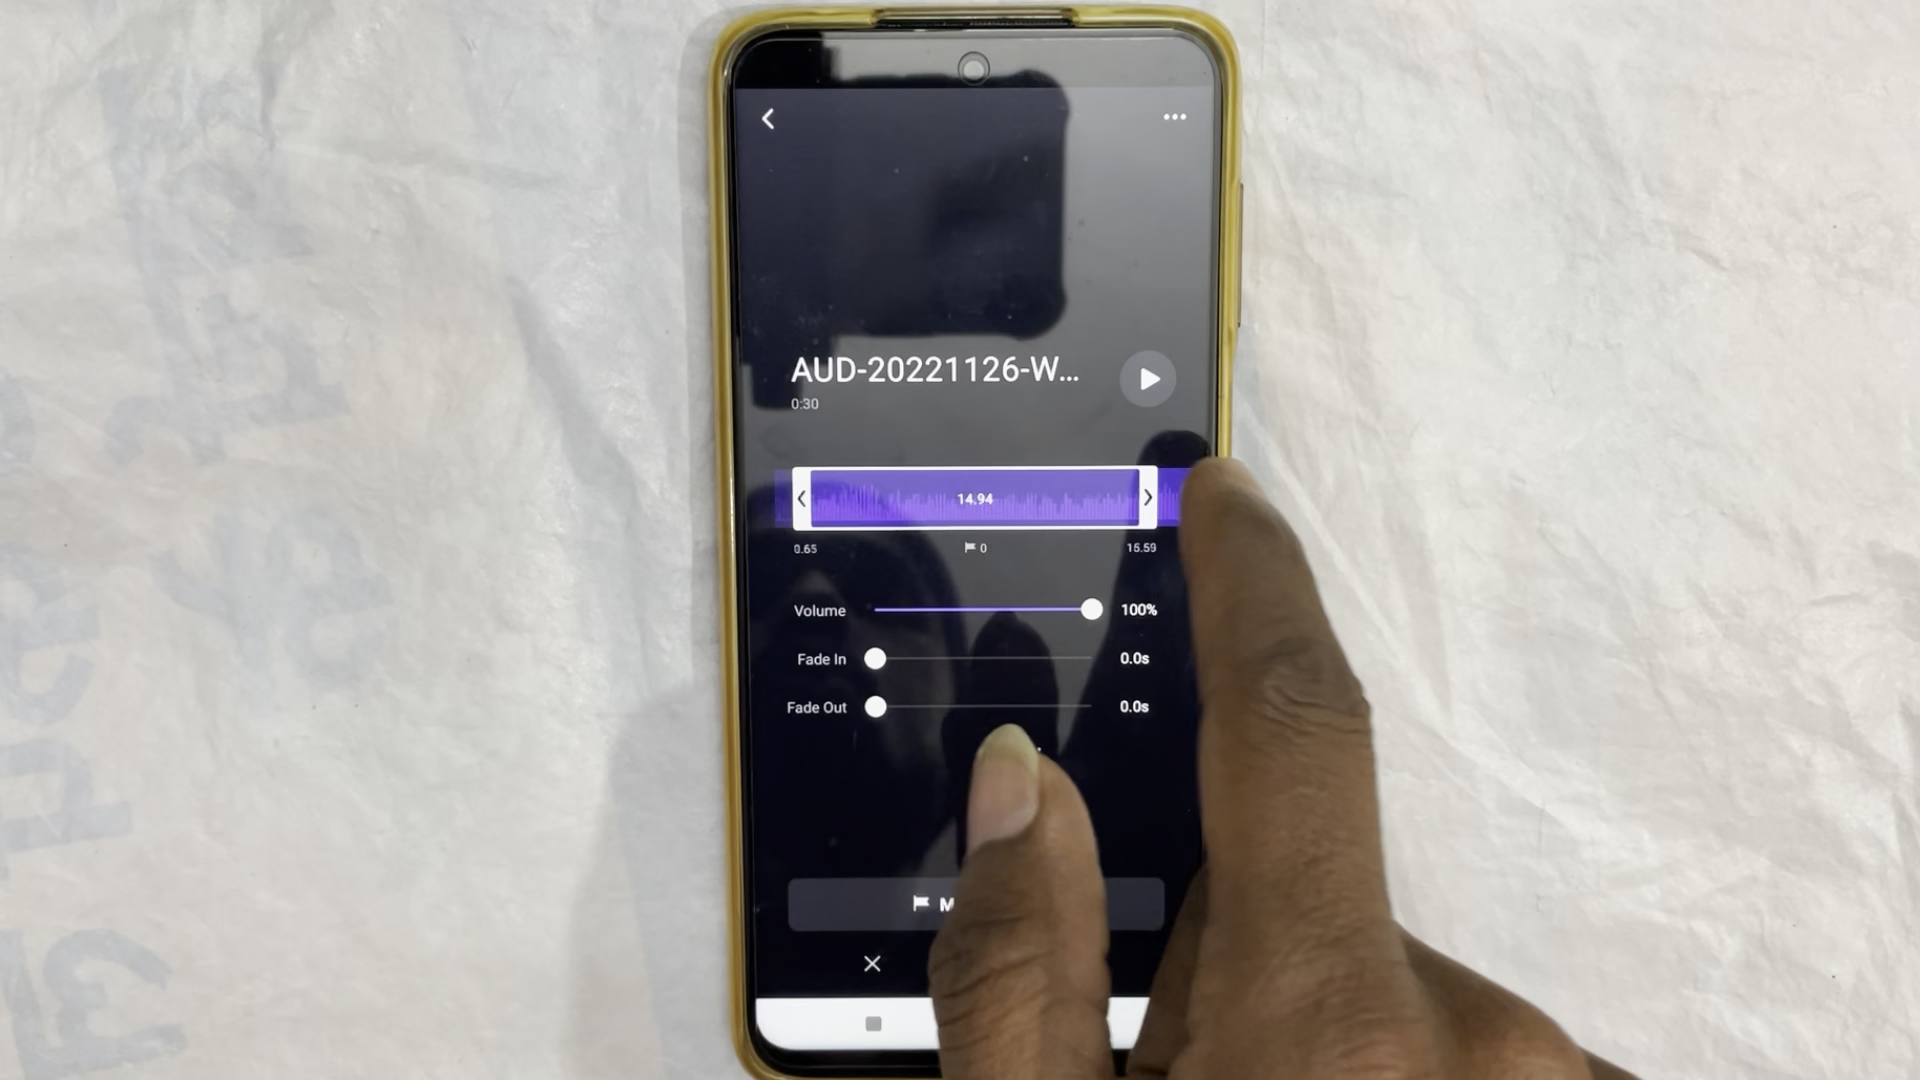 AUD-20221126-W...
0:30
14.94
0.65 0 15.59
Volume 100%
Fade In 0.0s
Fade Out 0.0s